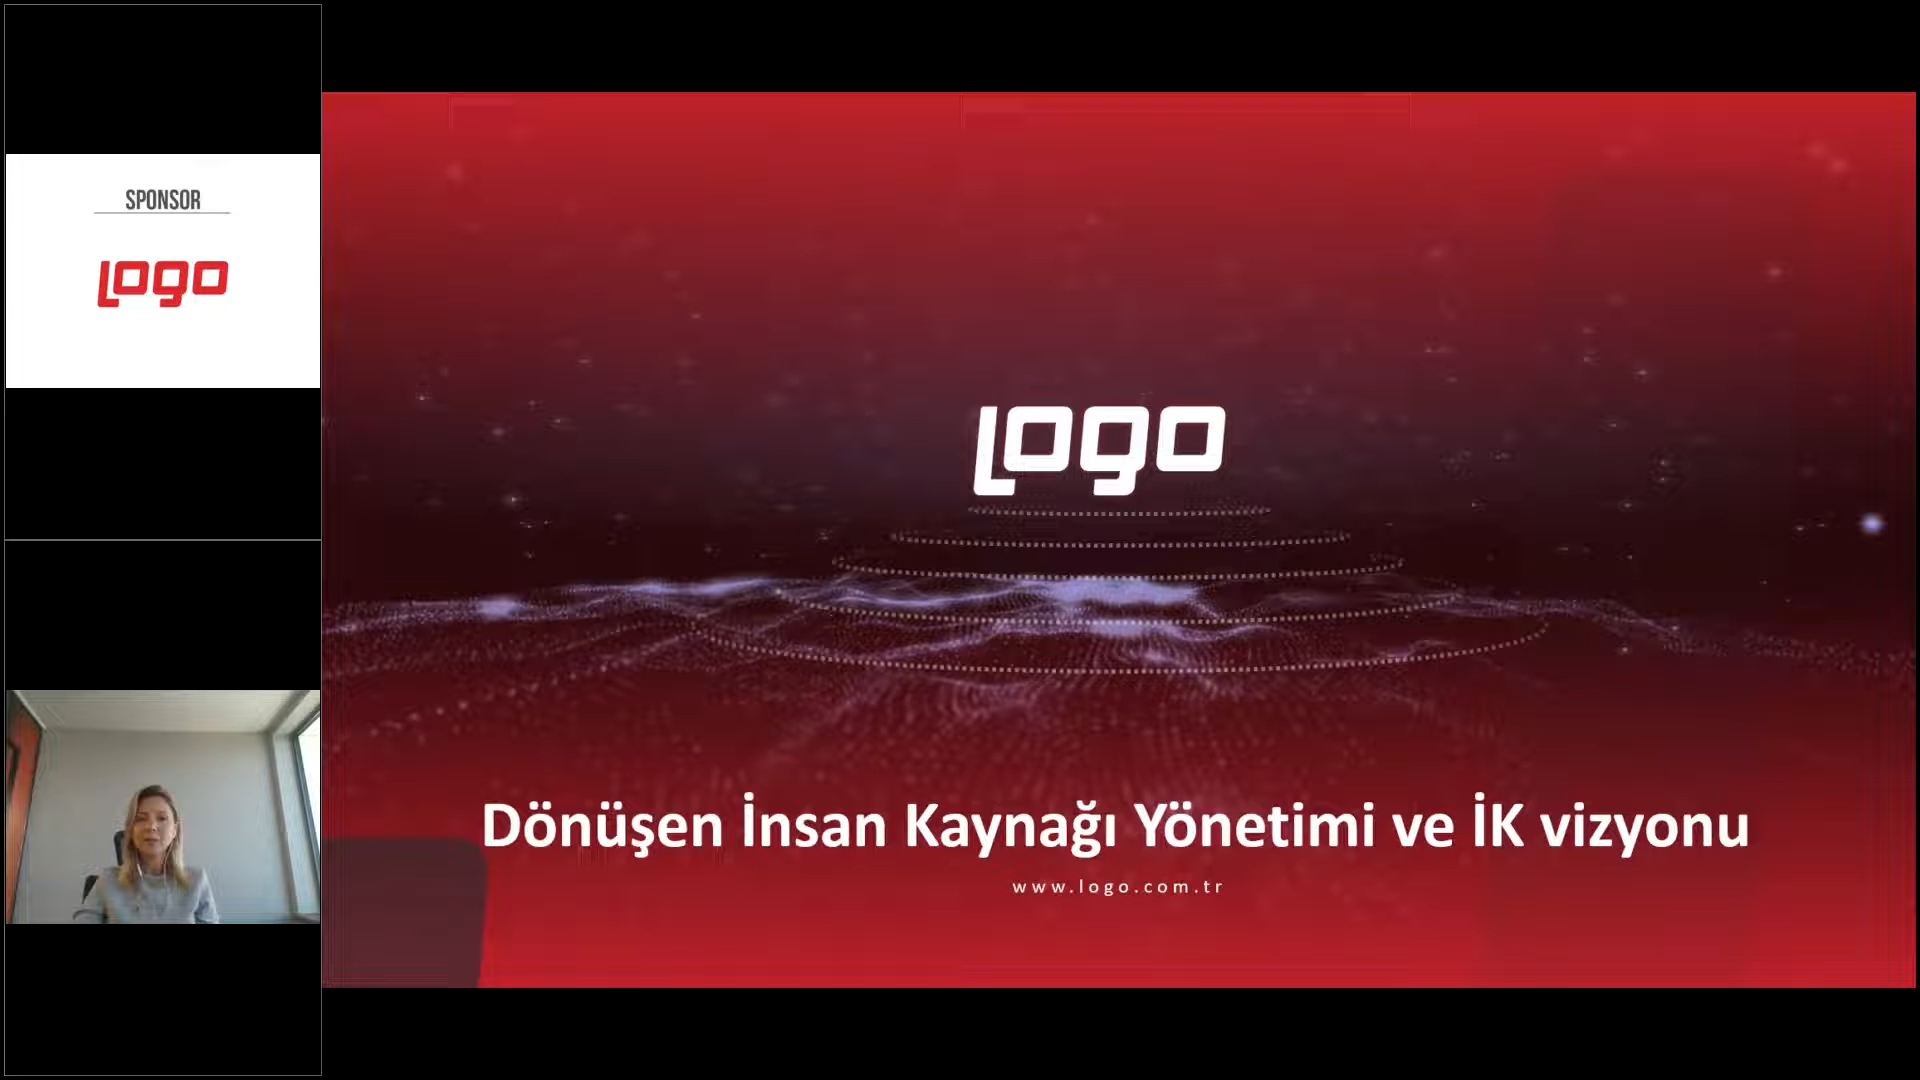 SPONSOR
logo
logo
Dönüşen İnsan Kaynağı Yönetimi ve İK vizyonu
www.logo.com.tr